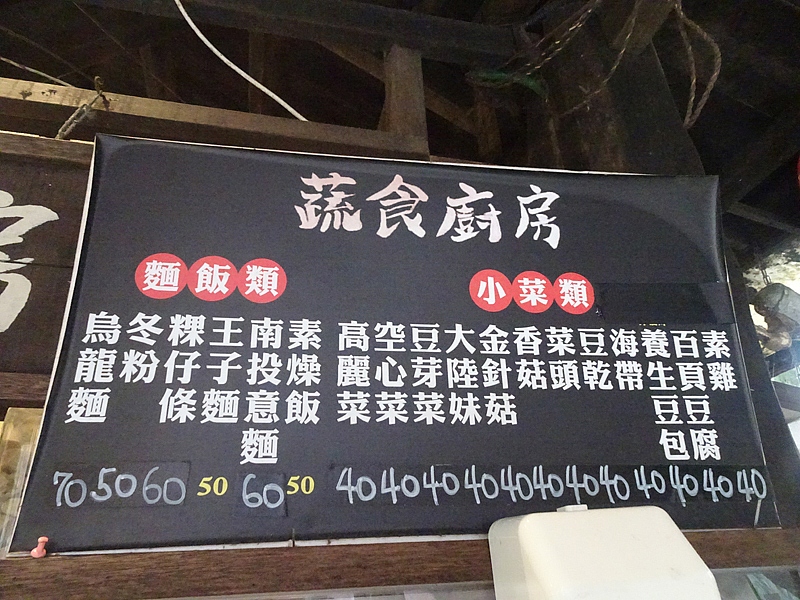 蔬食廚房
麵飯類
烏龍麵
冬粉
粿仔條
王子麵
南投意麵
素燥飯
70
50
60
50
60
50
小菜類
高麗菜
空心菜
豆芽菜
大陸妹
金針菇
香菇
菜頭
豆乾
海帶
養生豆包
百頁豆腐
素雞
40
40
40
40
40
40
40
40
40
40
40
40
房